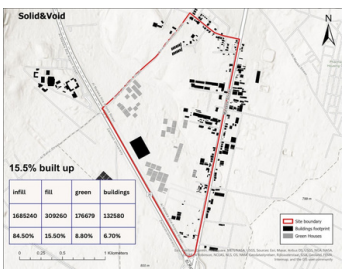 Solid&Void
N
15.5% built up
infill fill green buildings
1685240 309260 176679 132580
84.50% 15.50% 8.80% 6.70%
0 0.25 0.5 1 Kilometers
Site boundary
Buildings footprint
Green Houses